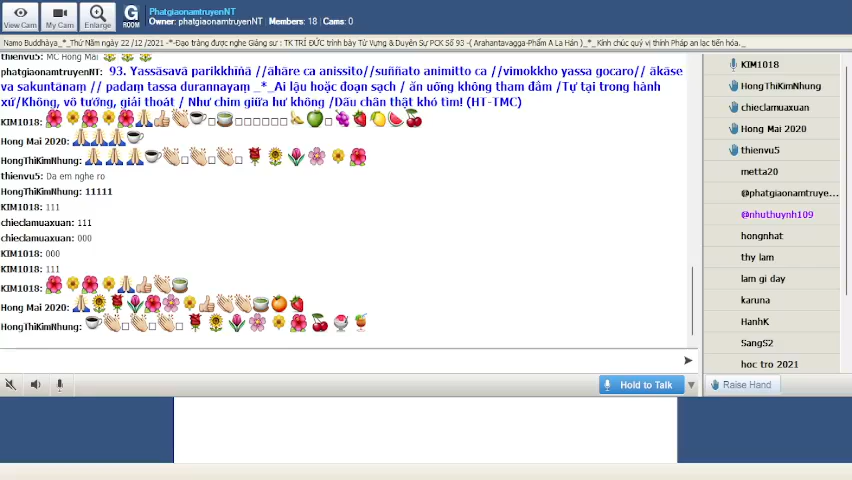 PhatgiaonamtruyenNT
Owner: phatgiaonamtruyenNT | Members: 18 | Cams: 0
View Cam
My Cam
Enlarge
G
ROOM
Namo Buddhàya_*_Thứ Năm ngày 22 /12 /2021 -*-Đạo tràng được nghe Giảng sư : TK TRÍ ĐỨC trình bày Từ Vựng & Duyên Sự PCK Số 93 -( Arahantavagga-Phẩm A La Hán )_*_ Kính chúc quý vị thính Pháp an lạc tiến hóa._
thienvu5: MC Hong Mai
phatgiaonamtruyenNT: 93. Yassāsavā parikkhīṇā //āhāre ca anissito//suññato animitto ca //vimokkho yassa gocaro// ākāse
va sakuntānaṃ // padaṃ tassa durannayaṃ _*_Ai lậu hoặc đoạn sạch / ăn uống không tham đắm /Tự tại trong hành
xứ/Không, vô tướng, giải thoát / Như chim giữa hư không /Dấu chân thật khó tìm! (HT-TMC)
KIM1018:
Hong Mai 2020:
HongThiKimNhung:
thienvu5: Da em nghe ro
HongThiKimNhung: 11111
KIM1018: 111
chieclamuaxuan: 111
chieclamuaxuan: 000
KIM1018: 000
KIM1018: 111
KIM1018:
Hong Mai 2020:
HongThiKimNhung:
KIM1018
HongThiKimNhung
chieclamuaxuan
Hong Mai 2020
thienvu5
metta20
@phatgiaonamtruye...
@nhuthuynh109
hongnhat
thy lam
lam gi day
karuna
HanhK
SangS2
hoc tro 2021
Hold to Talk
Raise Hand